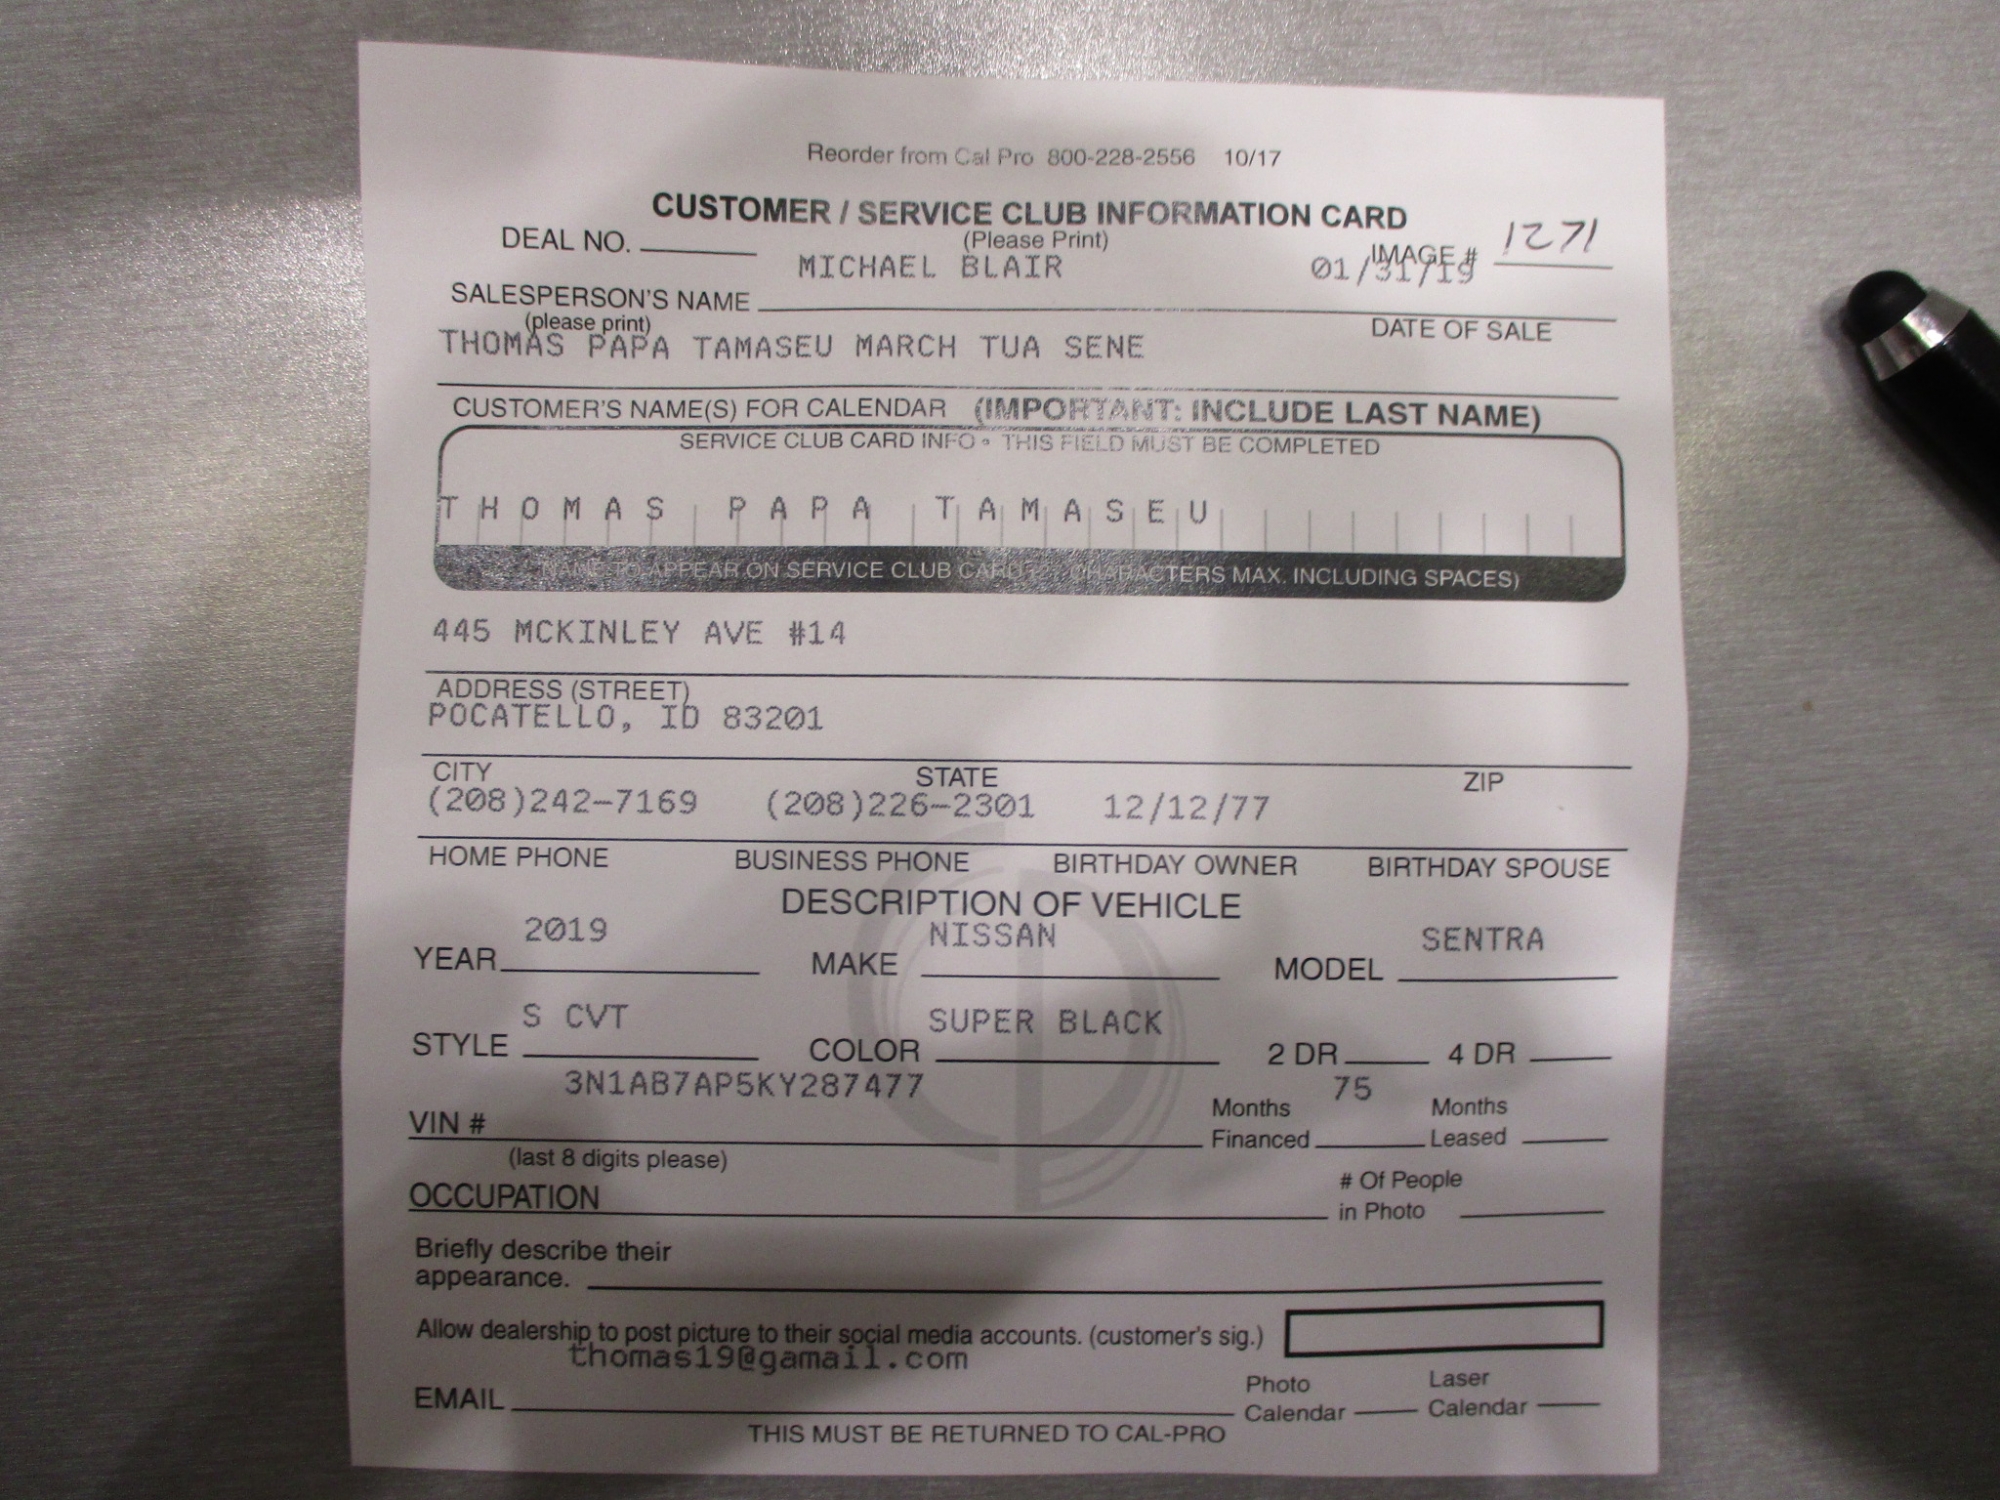 Reorder from Cal Pro 800-228-2556 10/17
CUSTOMER / SERVICE CLUB INFORMATION CARD
DEAL NO. (Please Print) IMAGE # 1271
MICHAEL BLAIR 01/31/19
SALESPERSON'S NAME
(please print) DATE OF SALE
THOMAS PAPA TAMASEU MARCH TUA SENE
CUSTOMER'S NAME(S) FOR CALENDAR (IMPORTANT: INCLUDE LAST NAME)
SERVICE CLUB CARD INFO • THIS FIELD MUST BE COMPLETED
THOMAS PAPA TAMASEU
NAME TO APPEAR ON SERVICE CLUB CARD CHARACTERS MAX. INCLUDING SPACES)
445 MCKINLEY AVE #14
ADDRESS (STREET)
POCATELLO, ID 83201
CITY STATE ZIP
(208)242-7169 (208)226-2301 12/12/77
HOME PHONE BUSINESS PHONE BIRTHDAY OWNER BIRTHDAY SPOUSE
DESCRIPTION OF VEHICLE
2019 NISSAN SENTRA
YEAR MAKE MODEL
S CVT SUPER BLACK
STYLE COLOR 2 DR 4 DR
3N1AB7AP5KY287477 75
VIN # Months Financed Months Leased
(last 8 digits please)
OCCUPATION # Of People in Photo
Briefly describe their
appearance.
Allow dealership to post picture to their social media accounts. (customer's sig.)
thomas19@gamail.com
EMAIL Photo Calendar Laser Calendar
THIS MUST BE RETURNED TO CAL-PRO